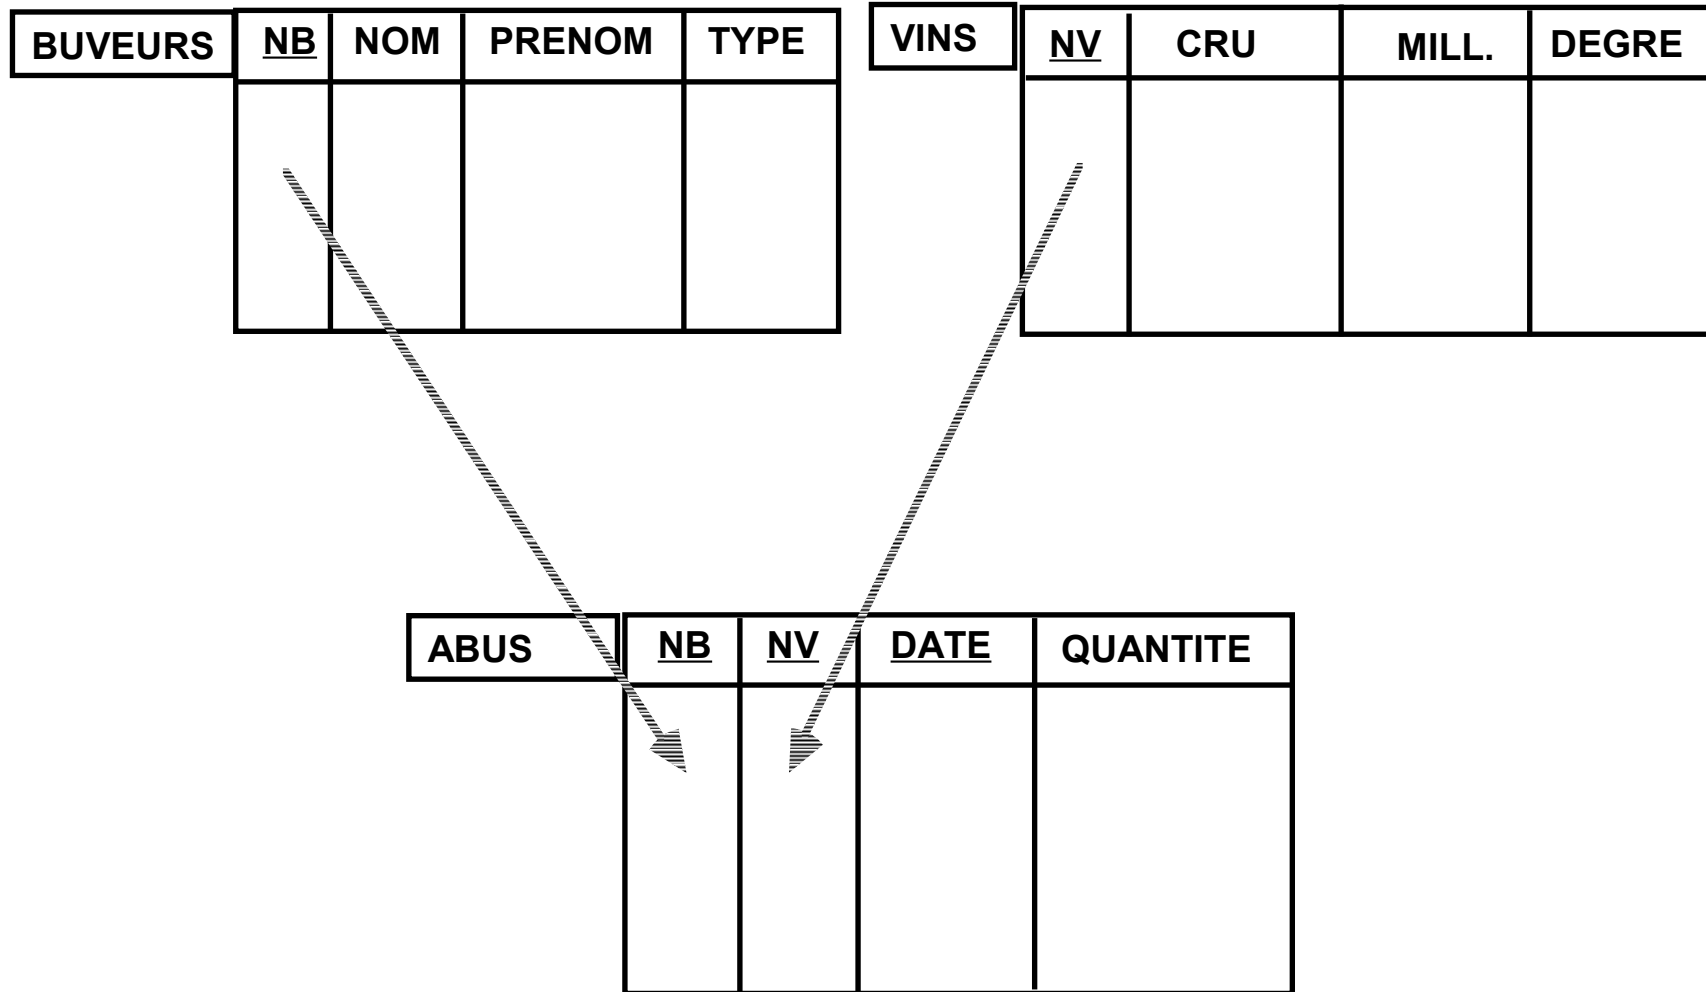 BUVEURS NB NOM PRENOM TYPE
VINS NV CRU MILL. DEGRE
ABUS NB NV DATE QUANTITE